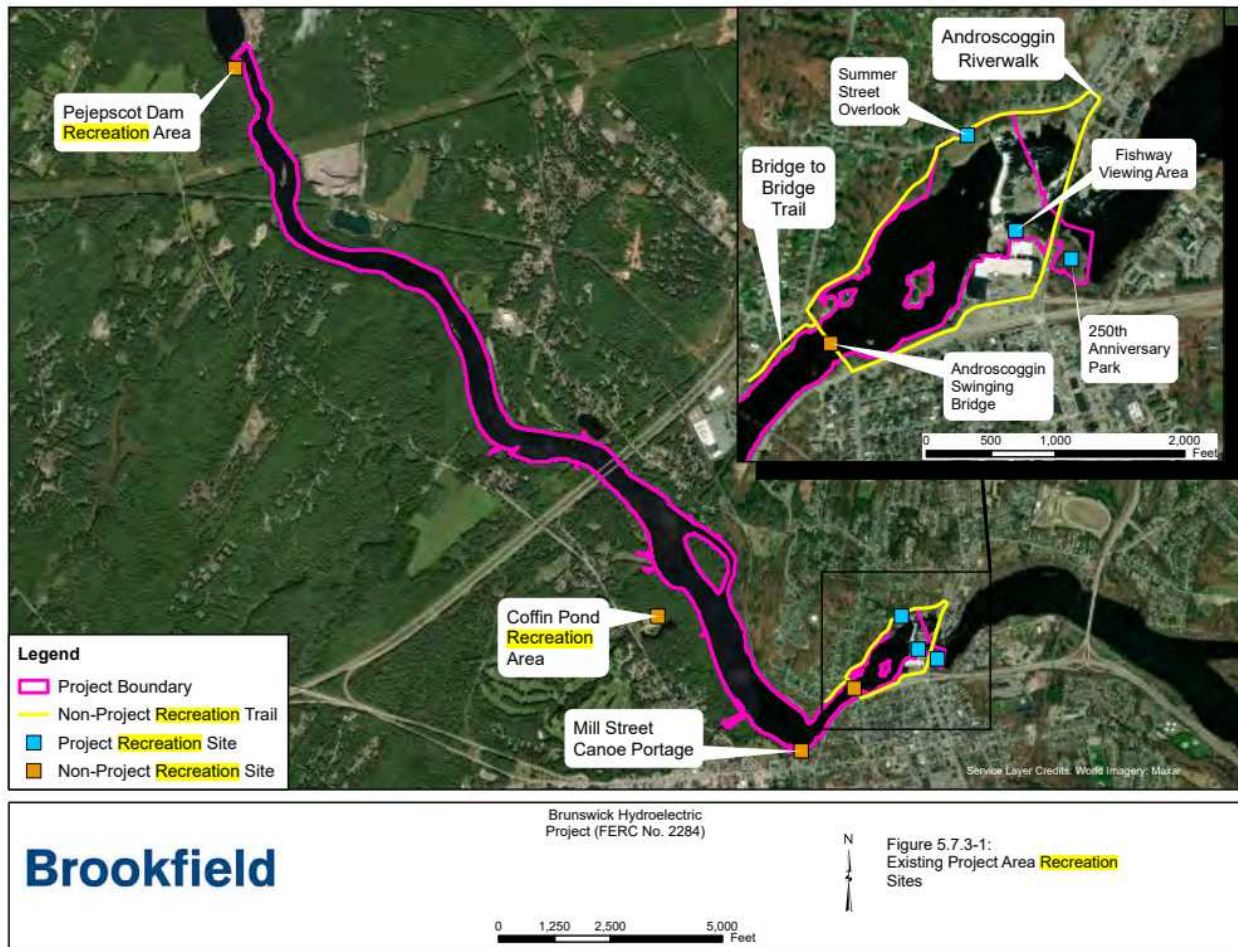 Pejepscot Dam
Recreation Area
Androscoggin
Riverwalk
Summer
Street
Overlook
Fishway
Viewing Area
Bridge to
Bridge
Trail
250th
Anniversary
Park
Androscoggin
Swinging
Bridge
0 500 1,000 2,000
Feet
Coffin Pond
Recreation
Area
Mill Street
Canoe Portage
Legend
Project Boundary
Non-Project Recreation Trail
Project Recreation Site
Non-Project Recreation Site
Service Layer Credits: World Imagery: Maxar
Brookfield
Brunswick Hydroelectric
Project (FERC No. 2284)
0 1,250 2,500 5,000
Feet
N
Figure 5.7.3-1:
Existing Project Area Recreation
Sites